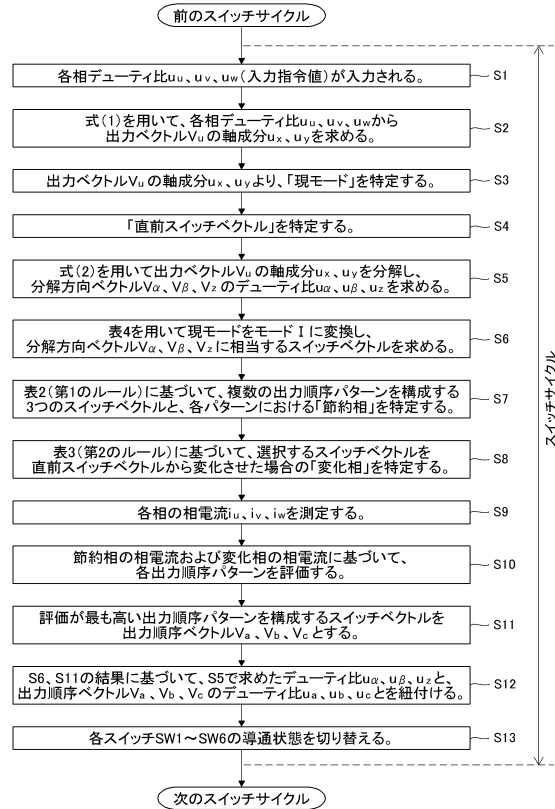 前のスイッチサイクル
各相デューティ比uu、uv、uw(入力指令値)が入力される。
S1
式(1)を用いて、各相デューティ比uu、uv、uwから
出力ベクトルVuの軸成分ux、uyを求める。
S2
出力ベクトルVuの軸成分ux、uyより、「現モード」を特定する。
S3
「直前スイッチベクトル」を特定する。
S4
式(2)を用いて出力ベクトルVuの軸成分ux、uyを分解し、
分解方向ベクトルVα、Vβ、Vzのデューティ比uα、uβ、uzを求める。
S5
表4を用いて現モードをモードⅠに変換し、
分解方向ベクトルVα、Vβ、Vzに相当するスイッチベクトルを求める。
S6
表2(第1のルール)に基づいて、複数の出力順序パターンを構成する
3つのスイッチベクトルと、各パターンにおける「節約相」を特定する。
S7
表3(第2のルール)に基づいて、選択するスイッチベクトルを
直前スイッチベクトルから変化させた場合の「変化相」を特定する。
S8
各相の相電流iu、iv、iwを測定する。
S9
節約相の相電流および変化相の相電流に基づいて、
各出力順序パターンを評価する。
S10
評価が最も高い出力順序パターンを構成するスイッチベクトルを
出力順序ベクトルVa、Vb、Vcとする。
S11
S6、S11の結果に基づいて、S5で求めたデューティ比uα、uβ、uzと、
出力順序ベクトルVa、Vb、Vcのデューティ比ua、ub、ucとを紐付ける。
S12
各スイッチSW1～SW6の導通状態を切り替える。
S13
次のスイッチサイクル
スイッチサイクル